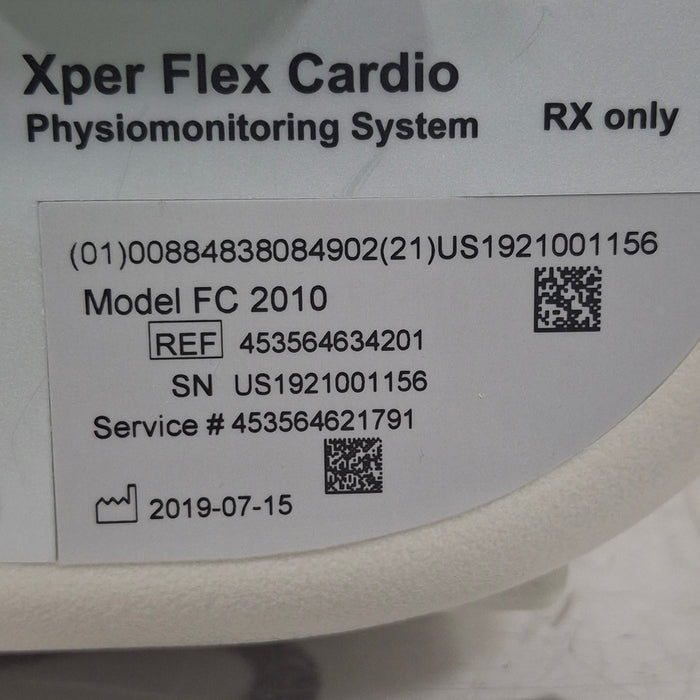 Xper Flex Cardio
Physiomonitoring System RX only
(01)00884838084902(21)US1921001156
Model FC 2010
REF 453564634201
SN US1921001156
Service # 453564621791
2019-07-15